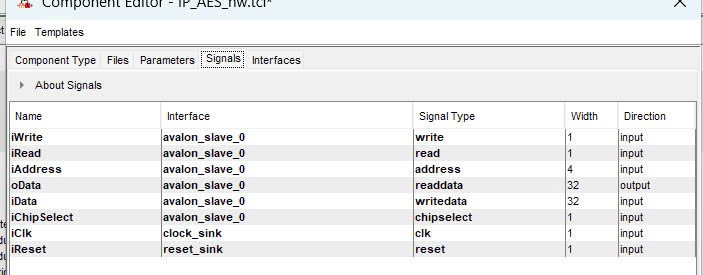 Component Editor - IP_AES_hw.tcl*
File Templates
Component Type Files Parameters Signals Interfaces
About Signals
Name Interface Signal Type Width Direction
iWrite avalon_slave_0 write 1 input
iRead avalon_slave_0 read 1 input
iAddress avalon_slave_0 address 4 input
oData avalon_slave_0 readdata 32 output
iData avalon_slave_0 writedata 32 input
iChipSelect avalon_slave_0 chipselect 1 input
iClk clock_sink clk 1 input
iReset reset_sink reset 1 input